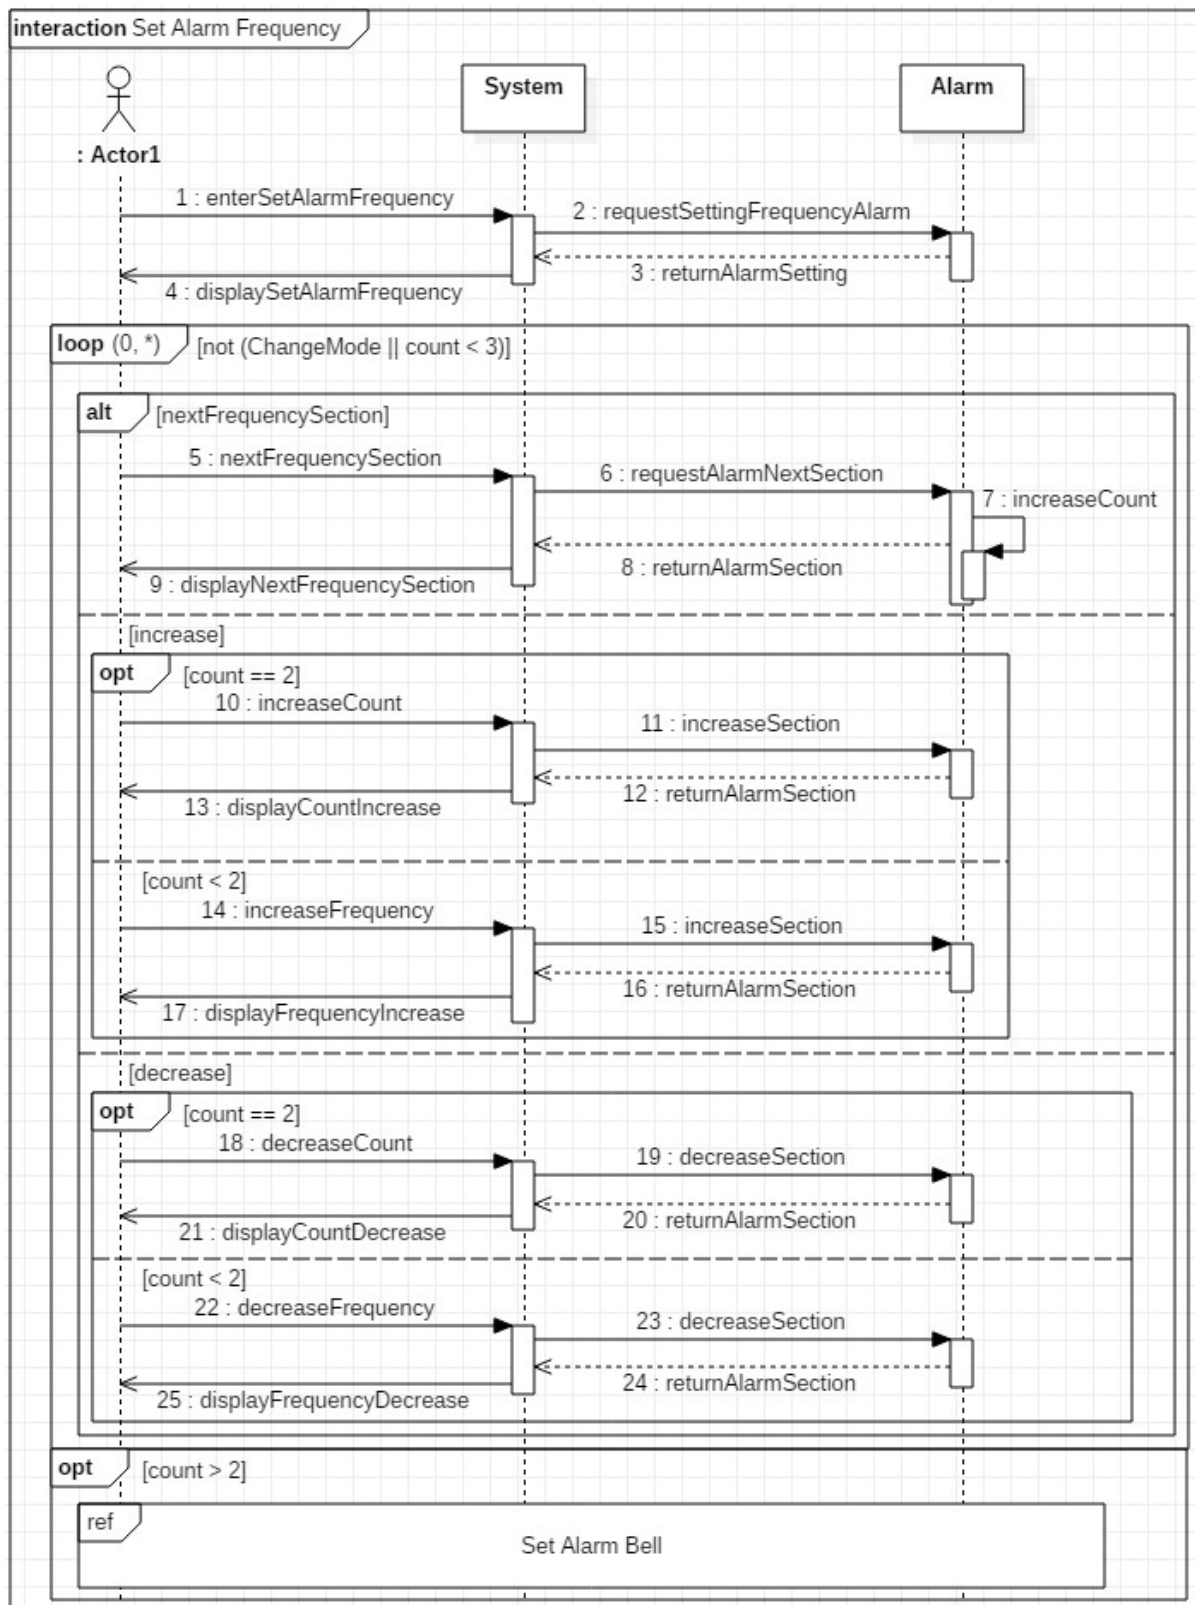 interaction Set Alarm Frequency
System
Alarm
: Actor1
1 : enterSetAlarmFrequency
2 : requestSettingFrequencyAlarm
3 : returnAlarmSetting
4 : displaySetAlarmFrequency
loop (0, *) [not (ChangeMode || count < 3)]
alt [nextFrequencySection]
5 : nextFrequencySection
6 : requestAlarmNextSection
7 : increaseCount
8 : returnAlarmSection
9 : displayNextFrequencySection
[increase]
opt [count == 2]
10 : increaseCount
11 : increaseSection
12 : returnAlarmSection
13 : displayCountIncrease
[count < 2]
14 : increaseFrequency
15 : increaseSection
16 : returnAlarmSection
17 : displayFrequencyIncrease
[decrease]
opt [count == 2]
18 : decreaseCount
19 : decreaseSection
20 : returnAlarmSection
21 : displayCountDecrease
[count < 2]
22 : decreaseFrequency
23 : decreaseSection
24 : returnAlarmSection
25 : displayFrequencyDecrease
opt [count > 2]
ref
Set Alarm Bell